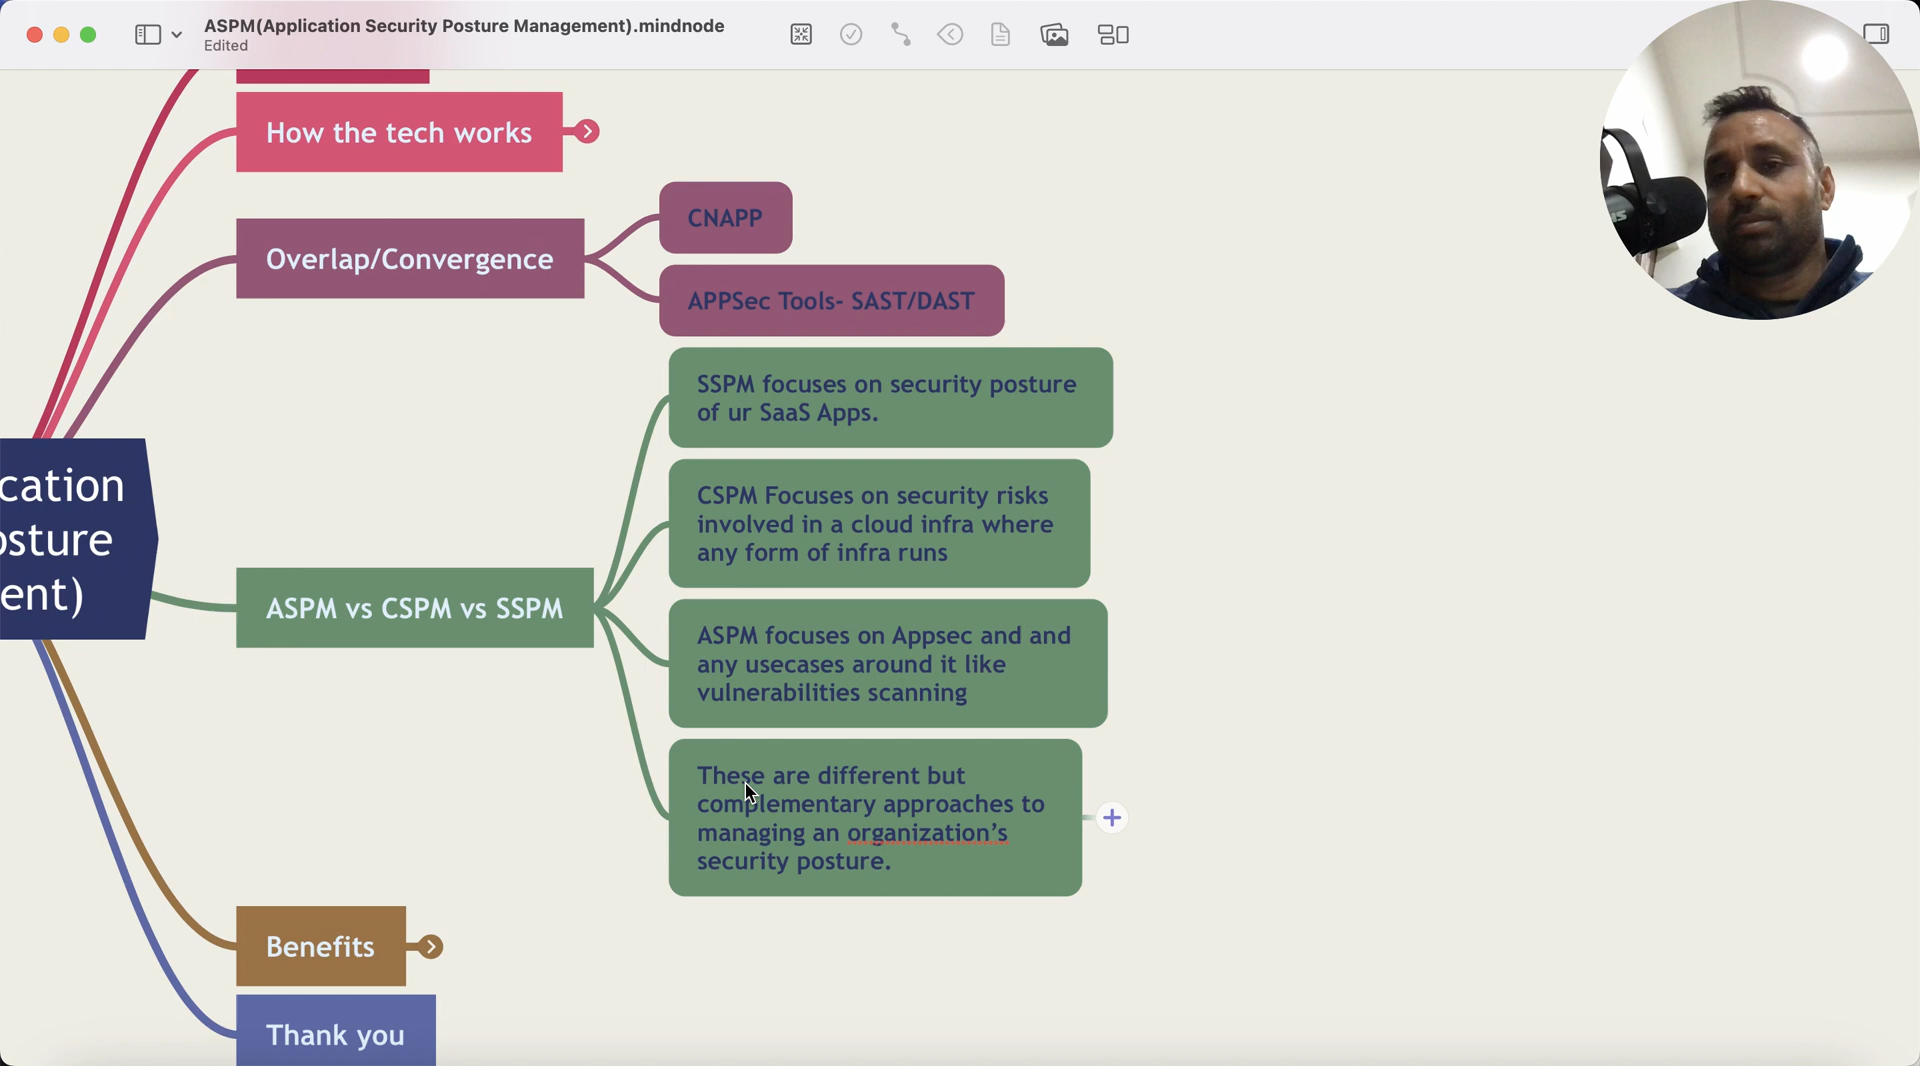 ASPM(Application Security Posture Management).mindnode
Edited
How the tech works
Overlap/Convergence
CNAPP
APPSec Tools- SAST/DAST
cation
osture
ent)
ASPM vs CSPM vs SSPM
SSPM focuses on security posture
of ur SaaS Apps.
CSPM Focuses on security risks
involved in a cloud infra where
any form of infra runs
ASPM focuses on Appsec and and
any usecases around it like
vulnerabilities scanning
These are different but
complementary approaches to
managing an organization’s
security posture.
Benefits
Thank you